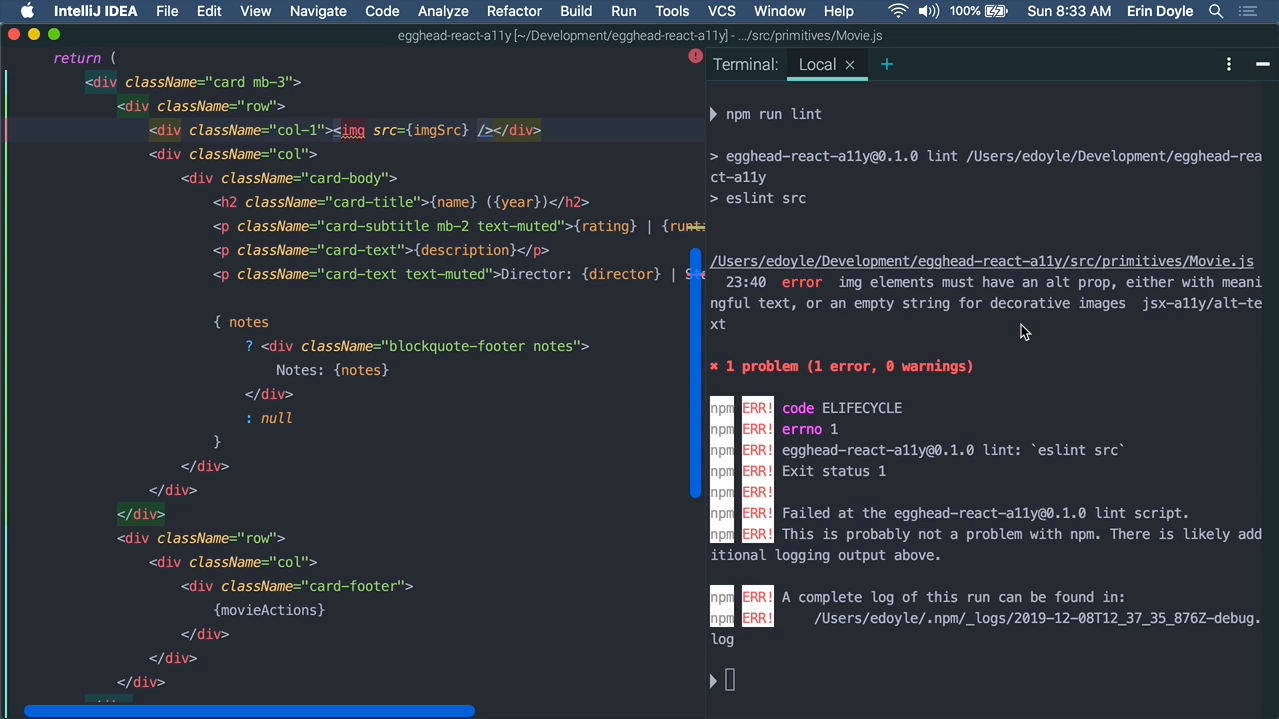 IntelliJ IDEA File Edit View Navigate Code Analyze Refactor Build Run Tools VCS Window Help 100% Sun 8:33 AM Erin Doyle
egghead-react-a11y [~/Development/egghead-react-a11y] - .../src/primitives/Movie.js
return (
<div className="card mb-3">
<div className="row">
<div className="col-1"><img src={imgSrc} /></div>
<div className="col">
<div className="card-body">
<h2 className="card-title">{name} ({year})</h2>
<p className="card-subtitle mb-2 text-muted">{rating} | {runti
<p className="card-text">{description}</p>
<p className="card-text text-muted">Director: {director} | St
{ notes
? <div className="blockquote-footer notes">
Notes: {notes}
</div>
: null
}
</div>
</div>
</div>
<div className="row">
<div className="col">
<div className="card-footer">
{movieActions}
</div>
</div>
</div>
Terminal: Local × +
npm run lint
> egghead-react-a11y@0.1.0 lint /Users/edoyle/Development/egghead-rea
ct-a11y
> eslint src
/Users/edoyle/Development/egghead-react-a11y/src/primitives/Movie.js
23:40 error img elements must have an alt prop, either with meani
ngful text, or an empty string for decorative images jsx-a11y/alt-te
xt
✖ 1 problem (1 error, 0 warnings)
npm ERR! code ELIFECYCLE
npm ERR! errno 1
npm ERR! egghead-react-a11y@0.1.0 lint: `eslint src`
npm ERR! Exit status 1
npm ERR!
npm ERR! Failed at the egghead-react-a11y@0.1.0 lint script.
npm ERR! This is probably not a problem with npm. There is likely add
itional logging output above.
npm ERR! A complete log of this run can be found in:
npm ERR! /Users/edoyle/.npm/_logs/2019-12-08T12_37_35_876Z-debug.
log